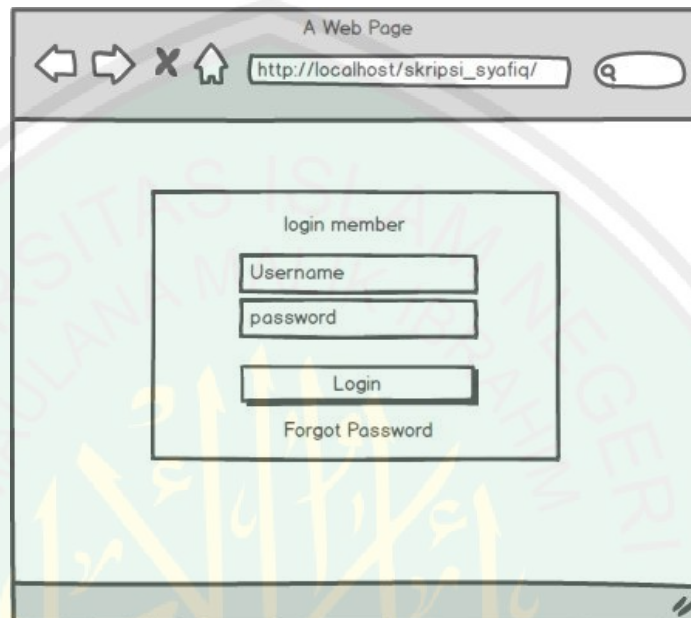 A Web Page
http://localhost/skripsi_syafiq/
login member
Username
password
Login
Forgot Password